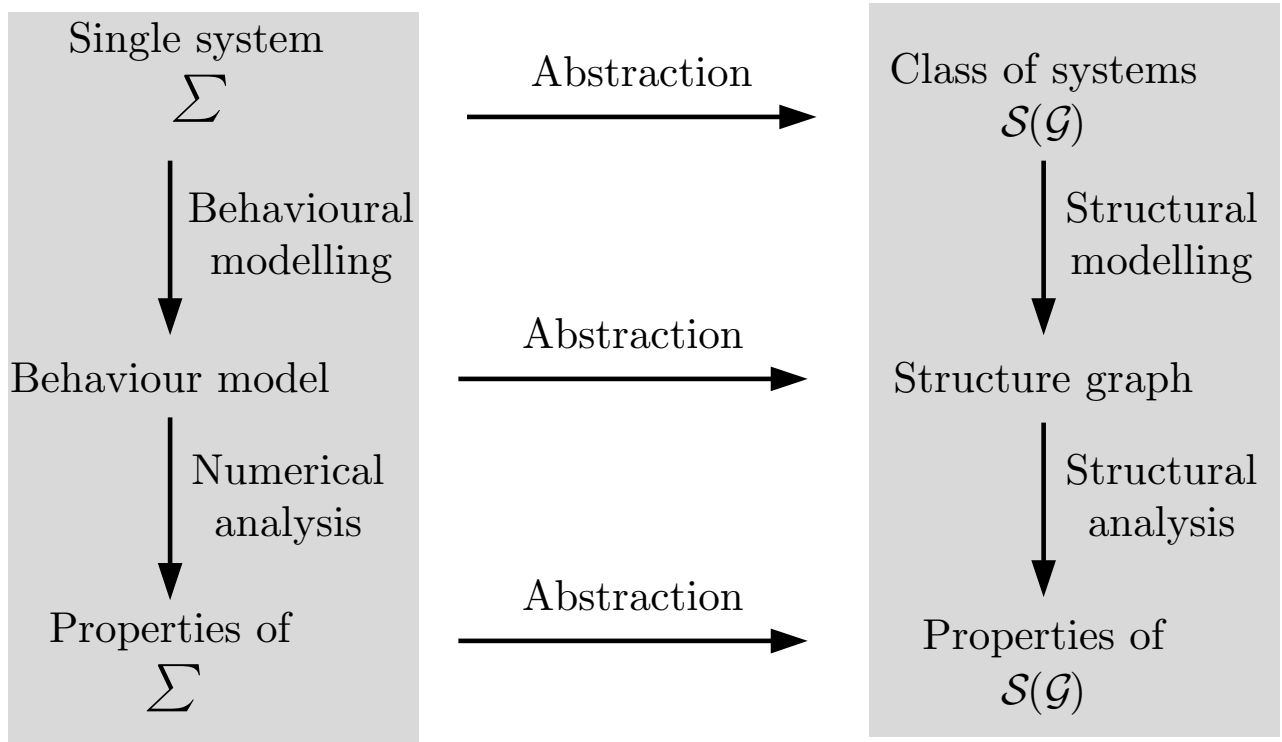 Single system
∑
Abstraction
Class of systems
𝒮(𝒢)
Behavioural
modelling
Structural
modelling
Behaviour model
Abstraction
Structure graph
Numerical
analysis
Structural
analysis
Properties of
∑
Abstraction
Properties of
𝒮(𝒢)